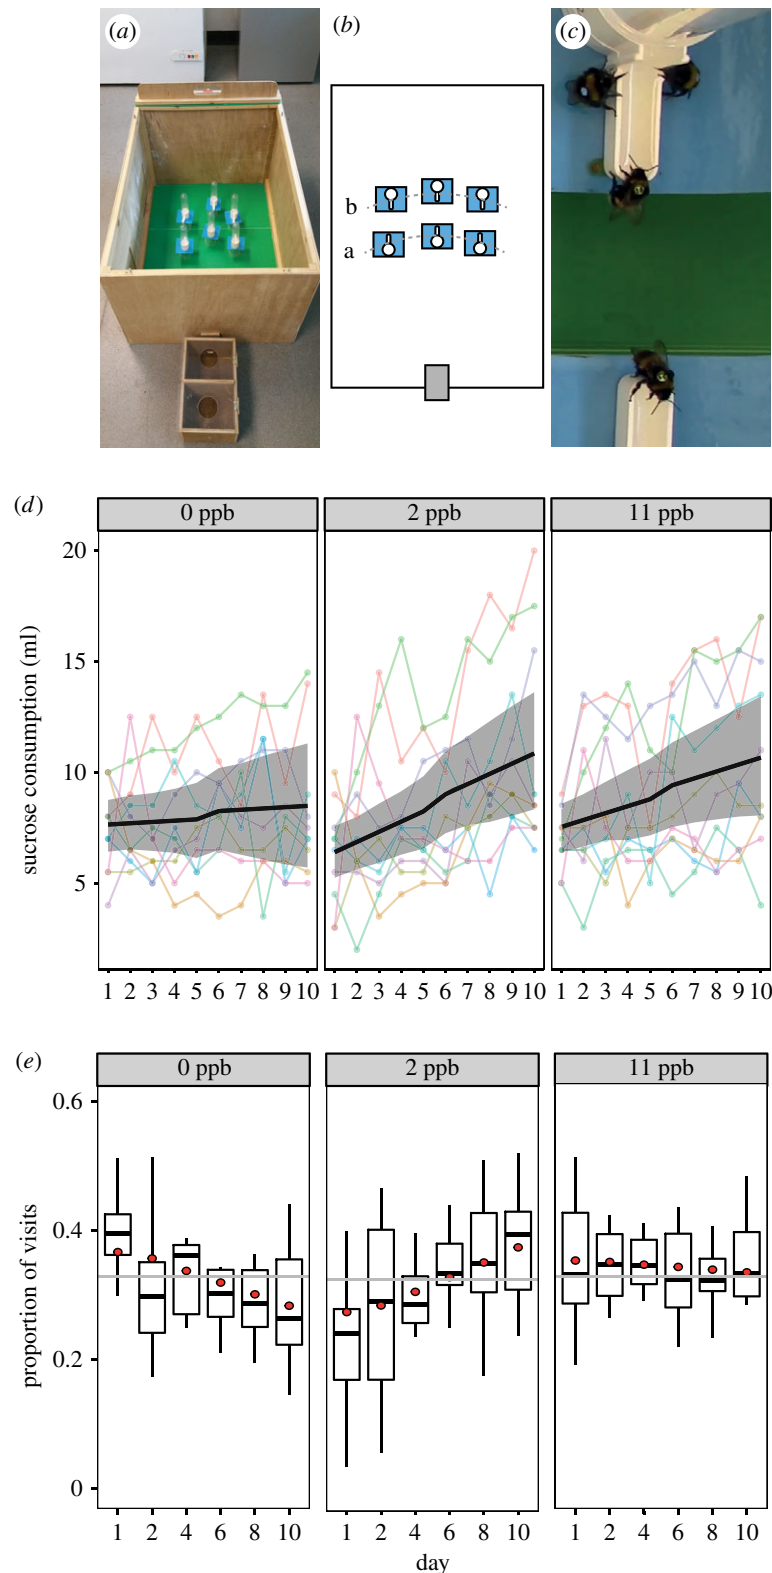 (a)
(b)
(c)
b
a
(d)
0 ppb
2 ppb
11 ppb
sucrose consumption (ml)
20
15
10
5
1 2 3 4 5 6 7 8 9 10
1 2 3 4 5 6 7 8 9 10
1 2 3 4 5 6 7 8 9 10
(e)
0 ppb
2 ppb
11 ppb
proportion of visits
0.6
0.4
0.2
0
1 2 4 6 8 10
1 2 4 6 8 10
1 2 4 6 8 10
day